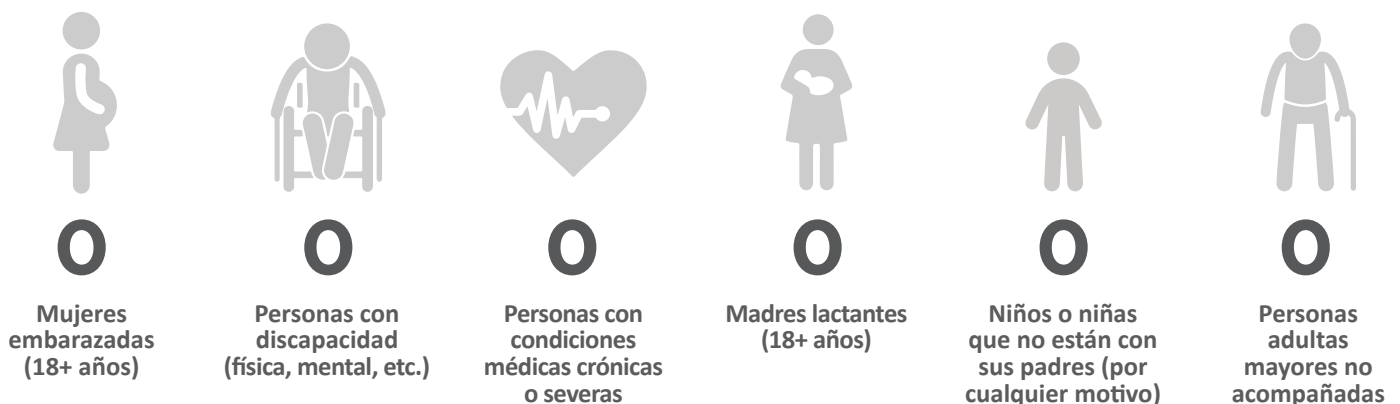 0
Mujeres
embarazadas
(18+ años)
0
Personas con
discapacidad
(física, mental, etc.)
0
Personas con
condiciones
médicas crónicas
o severas
0
Madres lactantes
(18+ años)
0
Niños o niñas
que no están con
sus padres (por
cualquier motivo)
0
Personas
adultas
mayores no
acompañadas